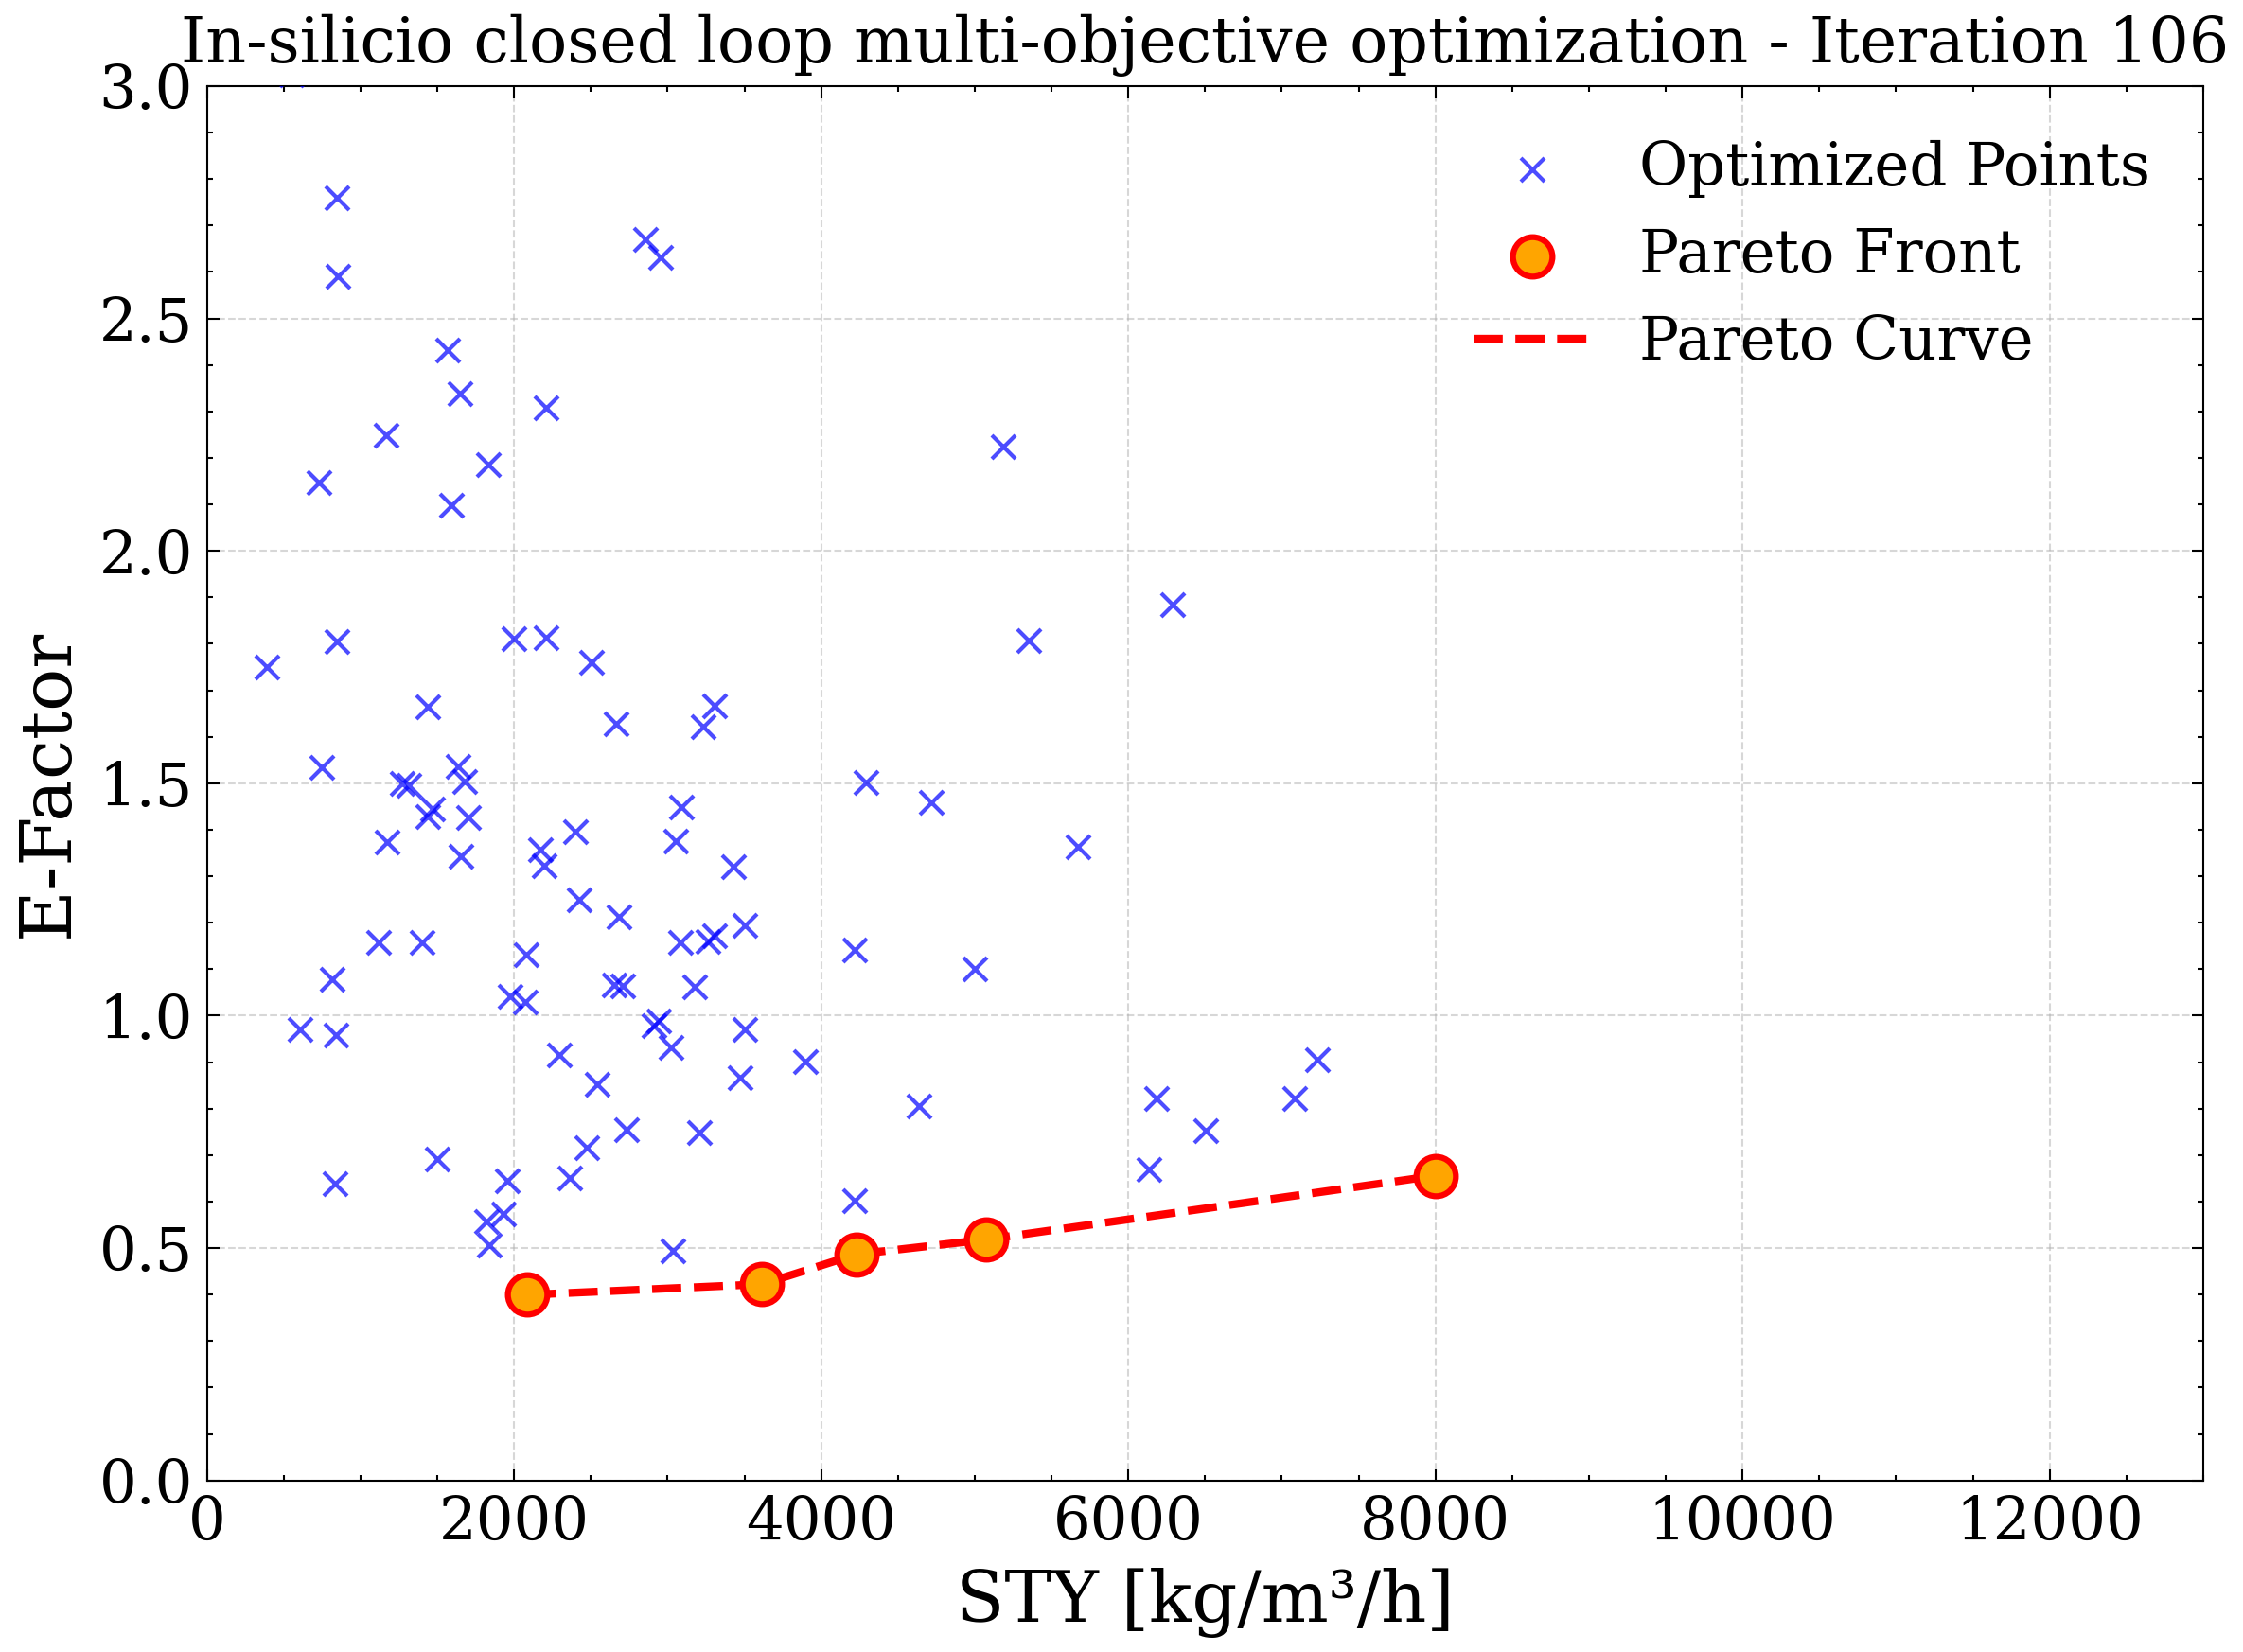 In-silicio closed loop multi-objective optimization - Iteration 106
3.0
2.5
2.0
1.5
1.0
0.5
0.0
E-Factor
Optimized Points
Pareto Front
Pareto Curve
0 2000 4000 6000 8000 10000 12000
STY [kg/m³/h]